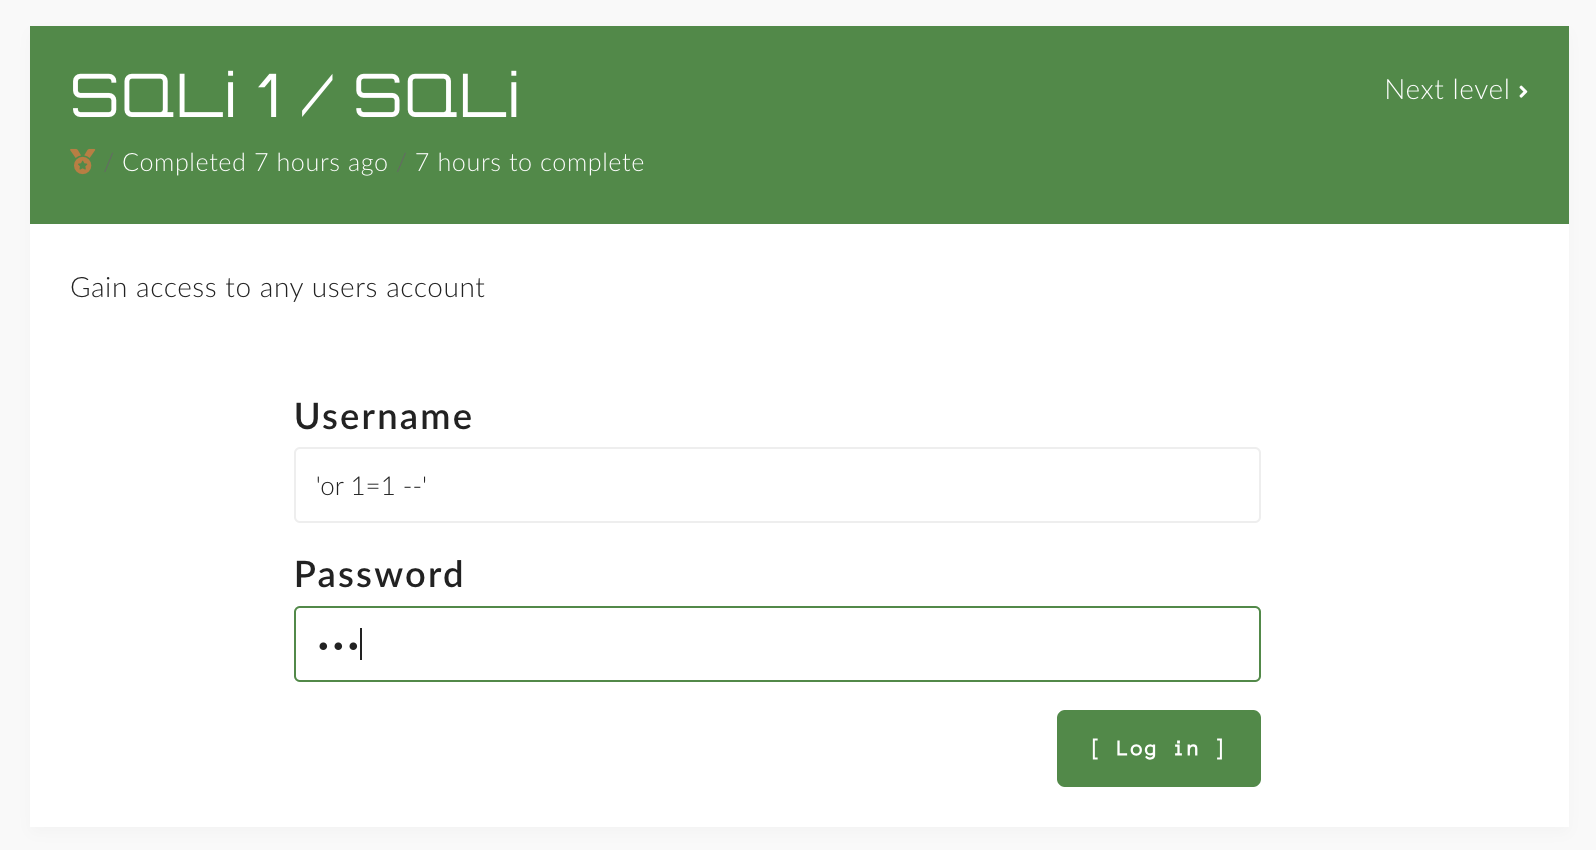 SQLi 1 / SQLi
Next level ›
/ Completed 7 hours ago / 7 hours to complete
Gain access to any users account
Username
'or 1=1 --'
Password
•••
[ Log in ]